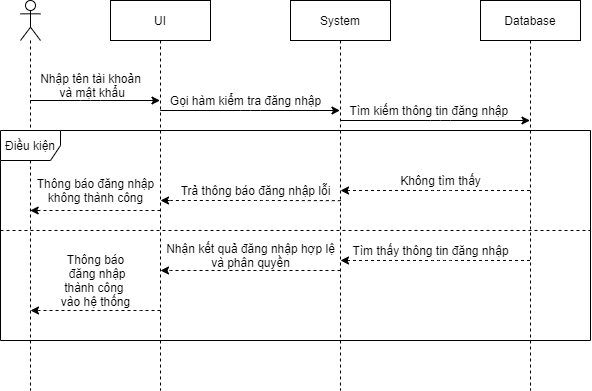 UI
System
Database
Nhập tên tài khoản
và mật khẩu
Gọi hàm kiểm tra đăng nhập
Tìm kiếm thông tin đăng nhập
Điều kiện
Không tìm thấy
Trả thông báo đăng nhập lỗi
Thông báo đăng nhập
không thành công
Tìm thấy thông tin đăng nhập
Nhận kết quả đăng nhập hợp lệ
và phân quyền
Thông báo
đăng nhập
thành công
vào hệ thống